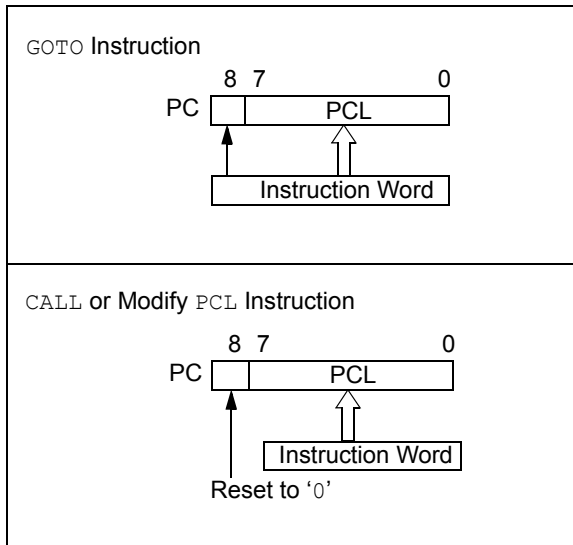 GOTO Instruction
8 7 0
PC PCL
Instruction Word
CALL or Modify PCL Instruction
8 7 0
PC PCL
Instruction Word
Reset to ‘0’